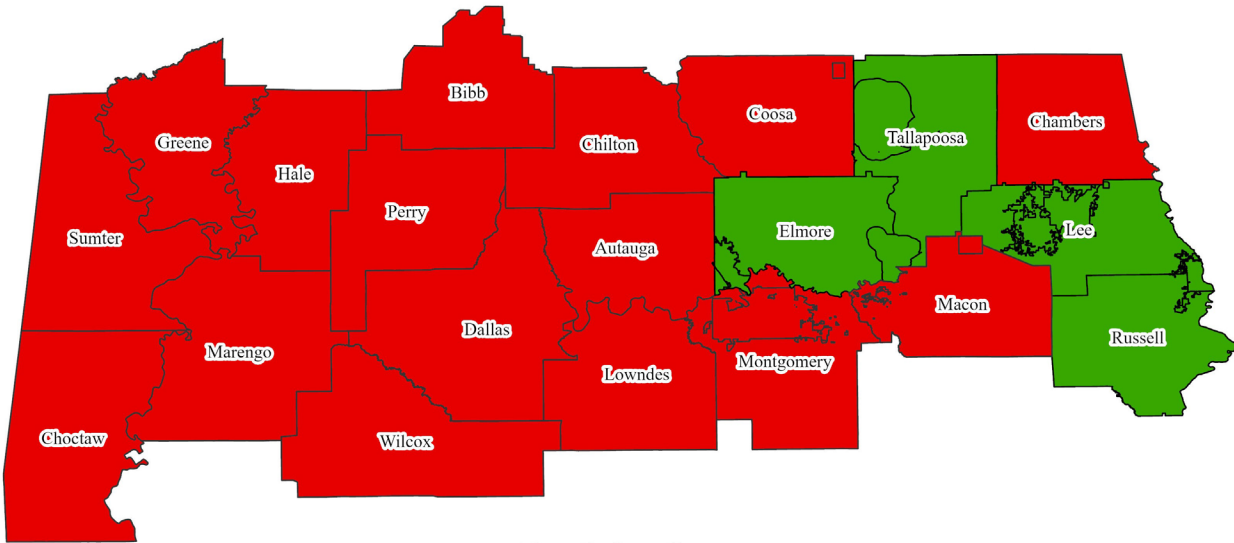 Bibb
Coosa
Chambers
Greene
Chilton
Tallapoosa
Hale
Perry
Sumter
Elmore
Lee
Autauga
Macon
Dallas
Russell
Marengo
Montgomery
Lowndes
Choctaw
Wilcox